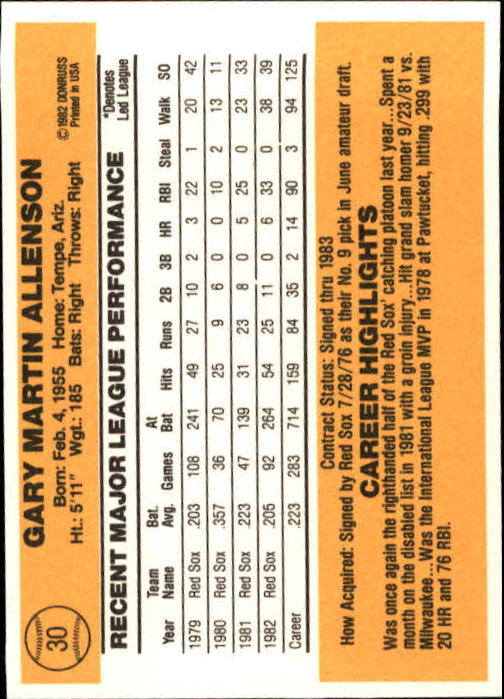 30
GARY MARTIN ALLENSON
Born: Feb. 4, 1955 Home: Tempe, Ariz.
Ht.: 5'11" Wgt.: 185 Bats: Right Throws: Right
©1982 DONRUSS
Printed in USA
RECENT MAJOR LEAGUE PERFORMANCE
*Denotes
Led League
Year Team Name Bat. Avg. Games At Bat Hits Runs 2B 3B HR RBI Steal Walk SO
1979 Red Sox .203 108 241 49 27 10 2 3 22 1 20 42
1980 Red Sox .357 36 70 25 9 6 0 0 10 2 13 11
1981 Red Sox .223 47 139 31 23 8 0 5 25 0 23 33
1982 Red Sox .205 92 264 54 25 11 0 6 33 0 38 39
Career .223 283 714 159 84 35 2 14 90 3 94 125
Contract Status: Signed thru 1983
How Acquired: Signed by Red Sox 7/28/76 as their No. 9 pick in June amateur draft.
CAREER HIGHLIGHTS
Was once again the righthanded half of the Red Sox' catching platoon last year...Spent a
month on the disabled list in 1981 with a groin injury...Hit grand slam homer 9/23/81 vs.
Milwaukee...Was the International League MVP in 1978 at Pawtucket, hitting .299 with
20 HR and 76 RBI.